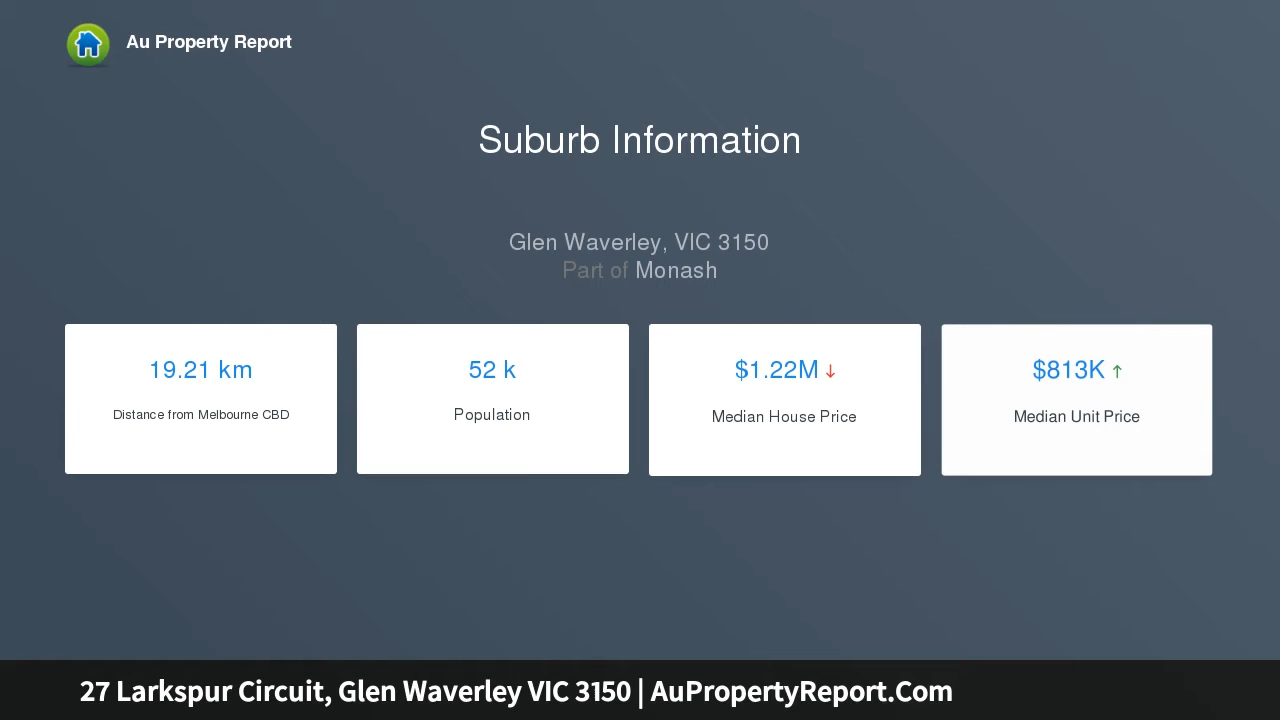 Au Property Report
Suburb Information
Glen Waverley, VIC 3150
Part of Monash
19.21 km
Distance from Melbourne CBD
52 k
Population
$1.22M ↓
Median House Price
$813K ↑
Median Unit Price
27 Larkspur Circuit, Glen Waverley VIC 3150 | AuPropertyReport.Com